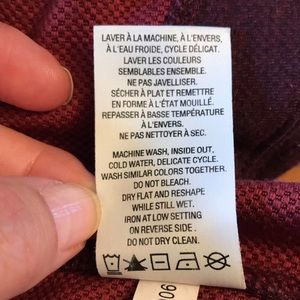 LAVER À LA MACHINE, À L'ENVERS,
À L'EAU FROIDE, CYCLE DÉLICAT.
LAVER LES COULEURS
SEMBLABLES ENSEMBLE.
NE PAS JAVELLISER.
SÉCHER À PLAT ET REMETTRE
EN FORME À L'ÉTAT MOUILLÉ.
REPASSER À BASSE TEMPÉRATURE
À L'ENVERS.
NE PAS NETTOYER À SEC.
MACHINE WASH, INSIDE OUT,
COLD WATER, DELICATE CYCLE.
WASH SIMILAR COLORS TOGETHER.
DO NOT BLEACH.
DRY FLAT AND RESHAPE
WHILE STILL WET.
IRON AT LOW SETTING
ON REVERSE SIDE.
DO NOT DRY CLEAN.